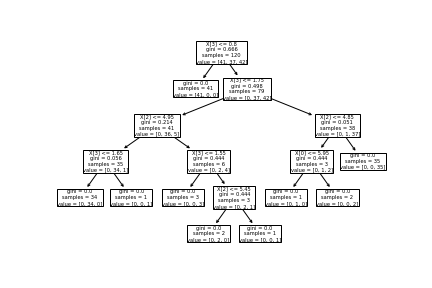 X[3] <= 0.8
gini = 0.666
samples = 120
value = [41, 37, 42]
gini = 0.0
samples = 41
value = [41, 0, 0]
X[3] <= 1.75
gini = 0.498
samples = 79
value = [0, 37, 42]
X[2] <= 4.95
gini = 0.214
samples = 41
value = [0, 36, 5]
X[2] <= 4.85
gini = 0.051
samples = 38
value = [0, 1, 37]
X[3] <= 1.65
gini = 0.056
samples = 35
value = [0, 34, 1]
X[3] <= 1.55
gini = 0.444
samples = 6
value = [0, 2, 4]
X[0] <= 5.95
gini = 0.444
samples = 3
value = [0, 1, 2]
gini = 0.0
samples = 35
value = [0, 0, 35]
gini = 0.0
samples = 34
value = [0, 34, 0]
gini = 0.0
samples = 1
value = [0, 0, 1]
gini = 0.0
samples = 3
value = [0, 0, 3]
X[2] <= 5.45
gini = 0.444
samples = 3
value = [0, 2, 1]
gini = 0.0
samples = 1
value = [0, 1, 0]
gini = 0.0
samples = 2
value = [0, 0, 2]
gini = 0.0
samples = 2
value = [0, 2, 0]
gini = 0.0
samples = 1
value = [0, 0, 1]